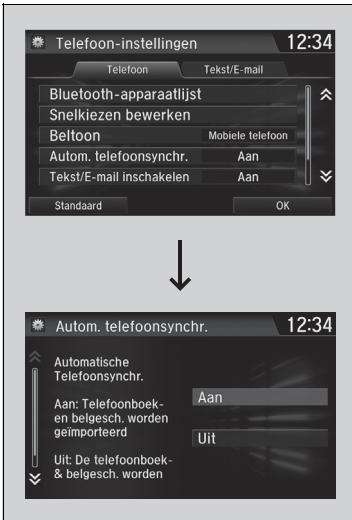 Telefoon-instellingen 12:34
Telefoon Tekst/E-mail
Bluetooth-apparaatlijst
Snelkiezen bewerken
Beltoon Mobiele telefoon
Autom. telefoonsynchr. Aan
Tekst/E-mail inschakelen Aan
Standaard OK
Autom. telefoonsynchr. 12:34
Automatische
Telefoonsynchr.
Aan: Telefoonboek-
en belgesch. worden
geïmporteerd
Uit: De telefoonboek-
& belgesch. worden
Aan
Uit